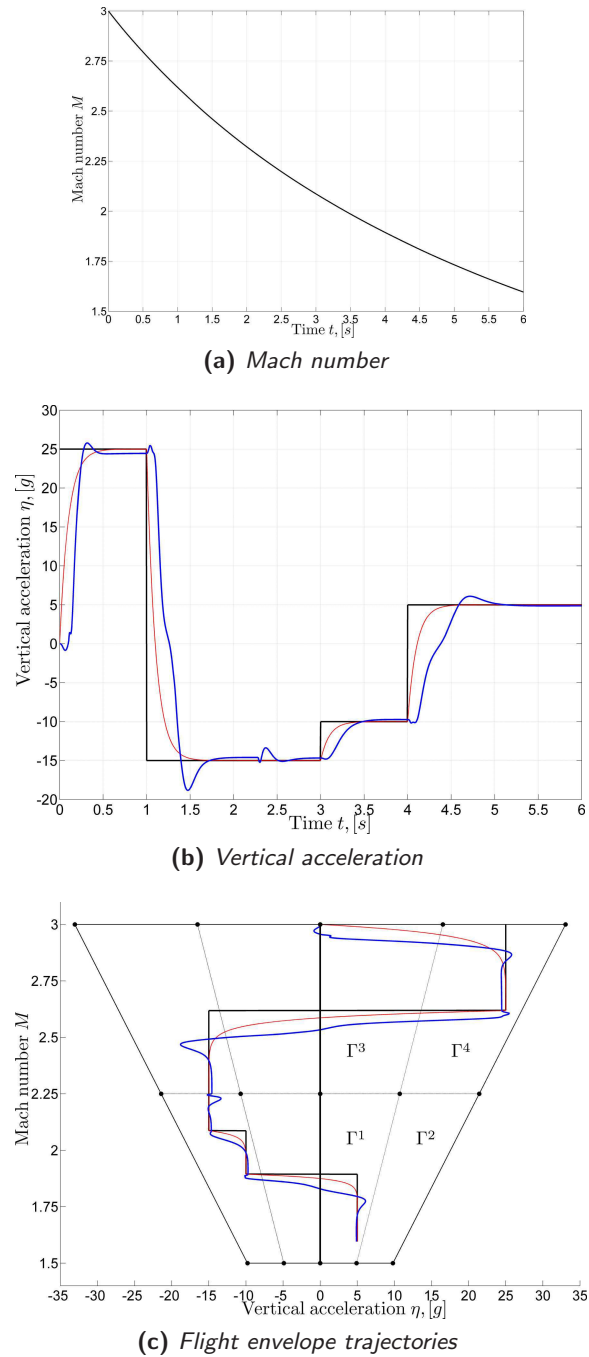 3
2.75
2.5
2.25
2
1.75
1.5
Mach number M
0 0.5 1 1.5 2 2.5 3 3.5 4 4.5 5 5.5 6
Time t, [s]
(a) Mach number
30
25
20
15
10
5
0
-5
-10
-15
-20
Vertical acceleration η, [g]
0 0.5 1 1.5 2 2.5 3 3.5 4 4.5 5 5.5 6
Time t, [s]
(b) Vertical acceleration
3
2.75
2.5
2.25
2
1.75
1.5
Mach number M
Γ³ Γ⁴
Γ¹ Γ²
-35 -30 -25 -20 -15 -10 -5 0 5 10 15 20 25 30 35
Vertical acceleration η, [g]
(c) Flight envelope trajectories